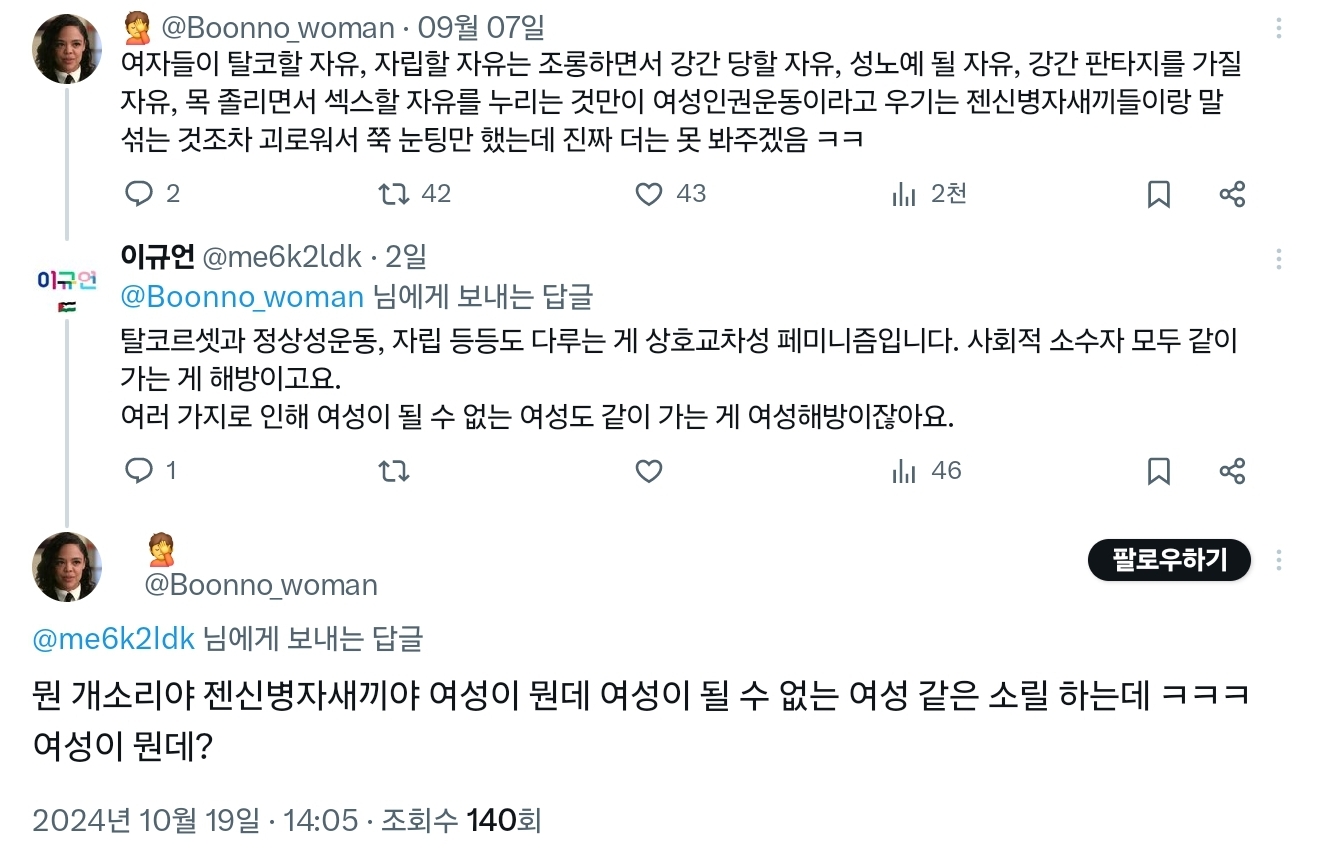 @Boonno_woman · 09월 07일
여자들이 탈코할 자유, 자립할 자유는 조롱하면서 강간 당할 자유, 성노예 될 자유, 강간 판타지를 가질
자유, 목 졸리면서 섹스할 자유를 누리는 것만이 여성인권운동이라고 우기는 젠신병자새끼들이랑 말
섞는 것조차 괴로워서 쭉 눈팅만 했는데 진짜 더는 못 봐주겠음 ㅋㅋ
2 42 43 2천
이규언 @me6k2ldk · 2일
이규언
@Boonno_woman 님에게 보내는 답글
탈코르셋과 정상성운동, 자립 등등도 다루는 게 상호교차성 페미니즘입니다. 사회적 소수자 모두 같이
가는 게 해방이고요.
여러 가지로 인해 여성이 될 수 없는 여성도 같이 가는 게 여성해방이잖아요.
1 46
@Boonno_woman
팔로우하기
@me6k2ldk 님에게 보내는 답글
뭔 개소리야 젠신병자새끼야 여성이 뭔데 여성이 될 수 없는 여성 같은 소릴 하는데 ㅋㅋㅋ
여성이 뭔데?
2024년 10월 19일 · 14:05 · 조회수 140회